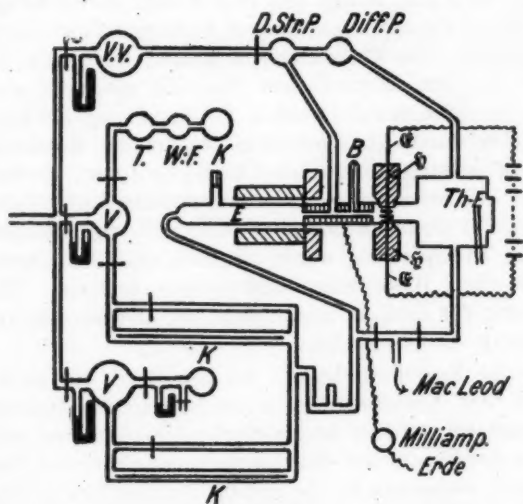 D.Str.P. Diff.P.
V.V.
T. W.F. K
B
E
Th-E
V
K
V
Mac Leod
Milliamp.
Erde
K